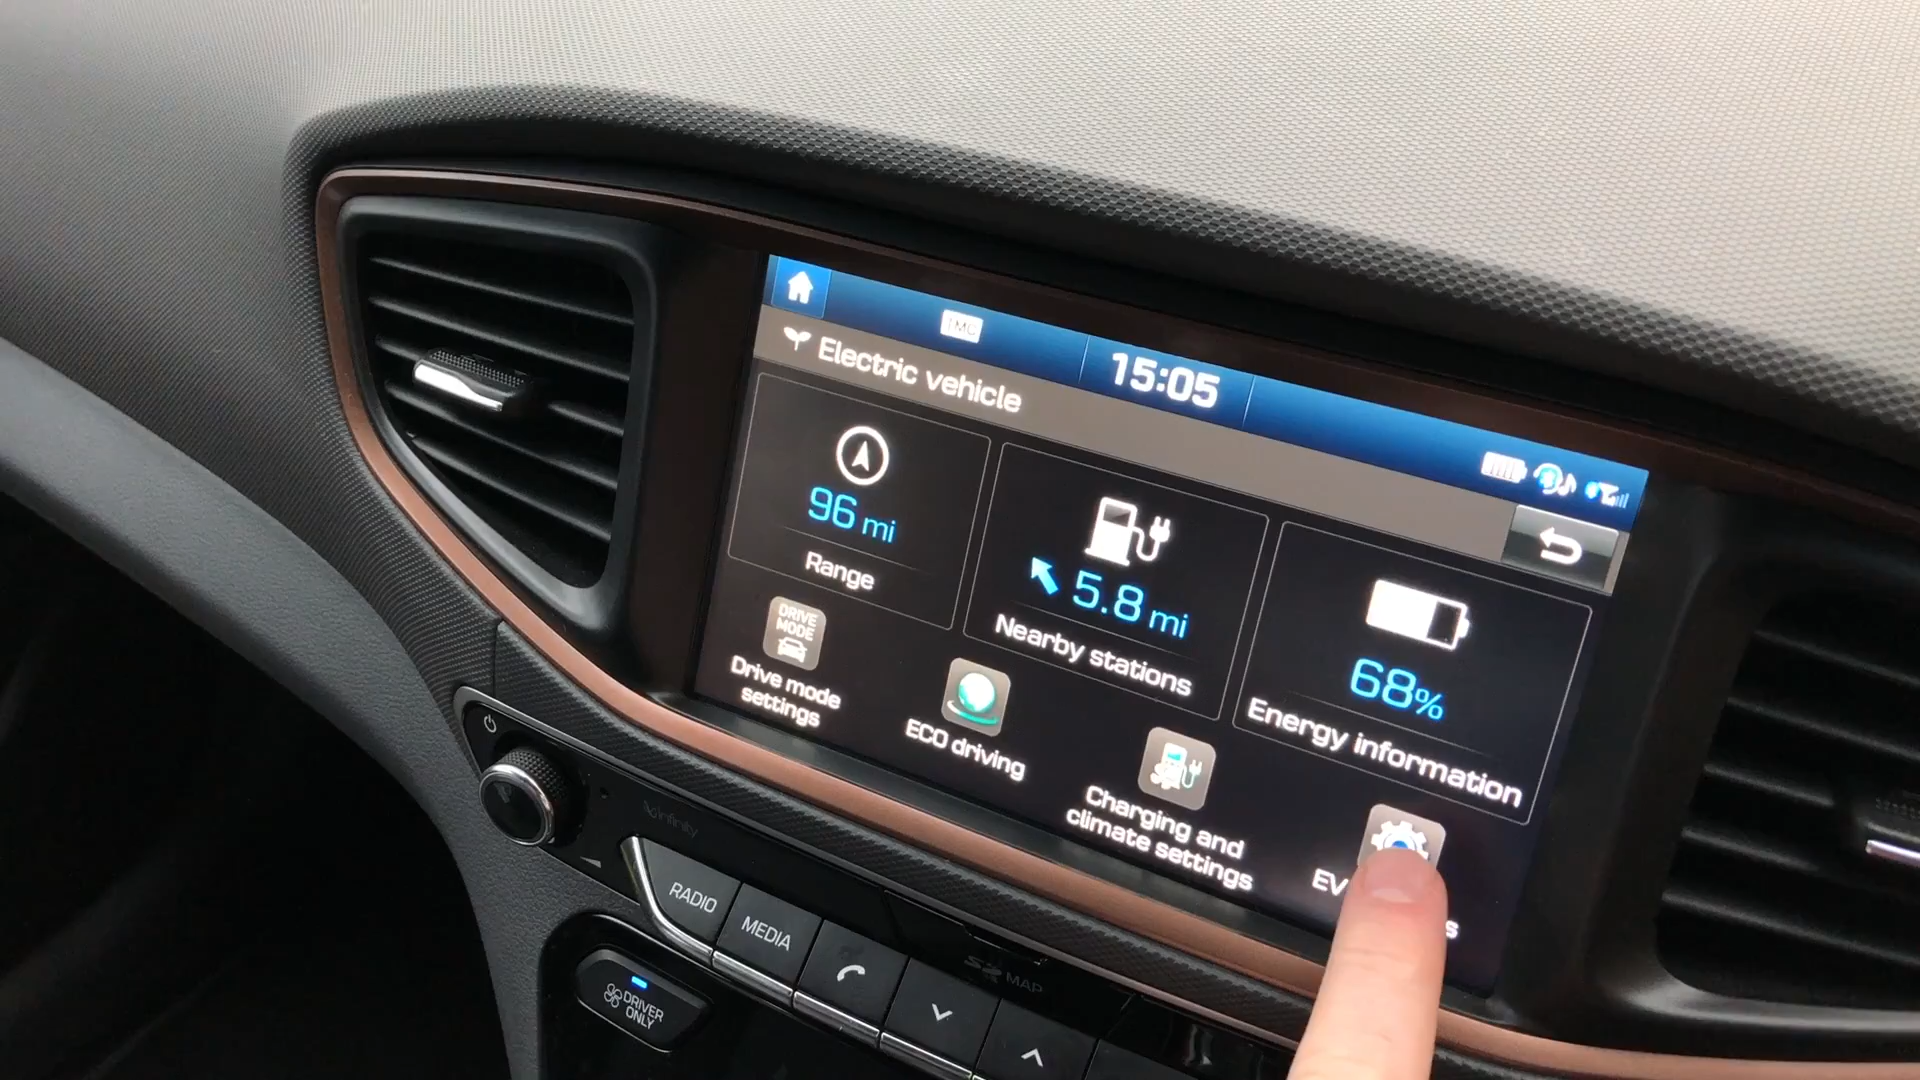 TMC
15:05
Electric vehicle
96 mi
Range
5.8 mi
Nearby stations
68%
Energy information
DRIVE
MODE
Drive mode
settings
ECO driving
Charging and
climate settings
EV
s
infinity
RADIO
MEDIA
MAP
DRIVER
ONLY